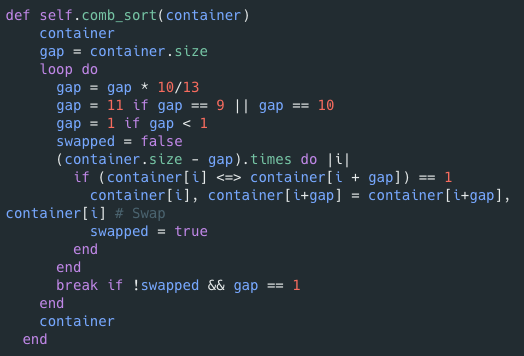 def self.comb_sort(container)
    container
    gap = container.size
    loop do
      gap = gap * 10/13
      gap = 11 if gap == 9 || gap == 10
      gap = 1 if gap < 1
      swapped = false
      (container.size - gap).times do |i|
        if (container[i] <=> container[i + gap]) == 1
          container[i], container[i+gap] = container[i+gap],
container[i] # Swap
          swapped = true
        end
      end
      break if !swapped && gap == 1
    end
    container
  end